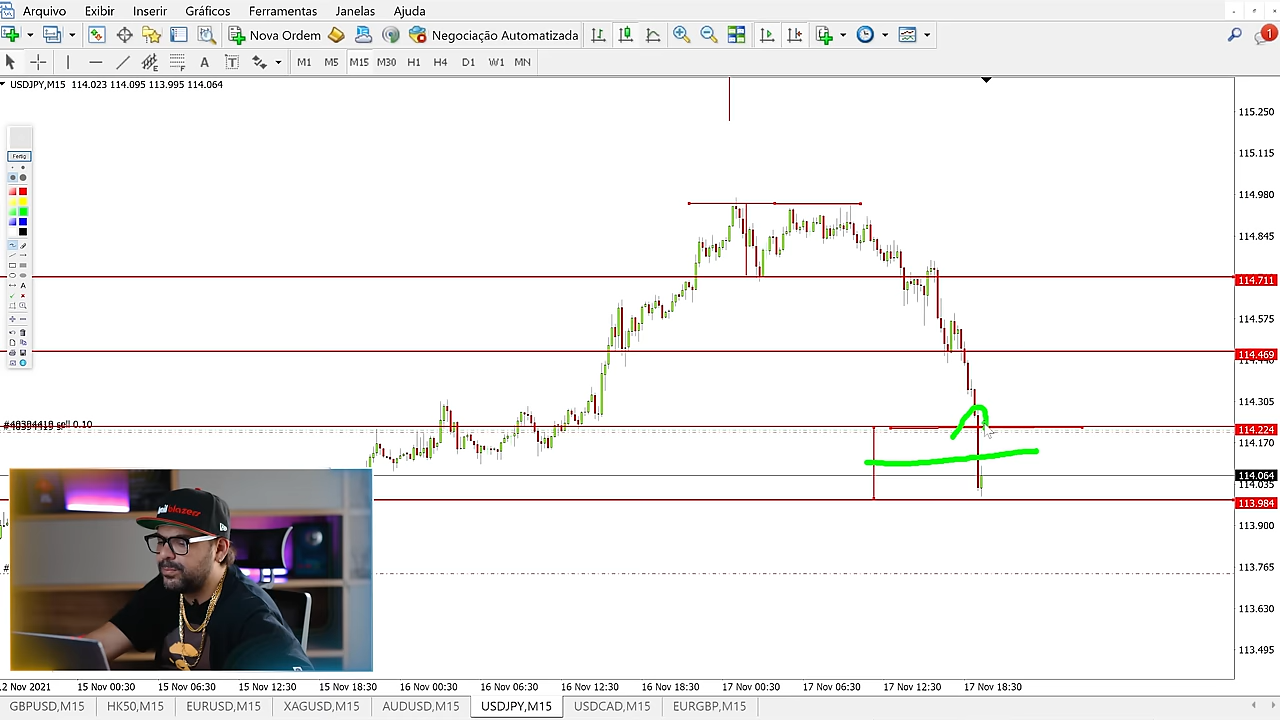 Arquivo Exibir Inserir Gráficos Ferramentas Janelas Ajuda
Nova Ordem Negociação Automatizada 1
A T M1 M5 M15 M30 H1 H4 D1 W1 MN
USDJPY,M15 114.023 114.095 113.995 114.064
115.250
Fertig
115.115
114.980
114.845
114.711
114.575
114.469
114.305
sell 0.10
114.224
114.170
114.064
114.035
113.984
113.900
#
113.765
113.630
113.495
blazers
12 Nov 2021 15 Nov 00:30 15 Nov 06:30 15 Nov 12:30 15 Nov 18:30 16 Nov 00:30 16 Nov 06:30 16 Nov 12:30 16 Nov 18:30 17 Nov 00:30 17 Nov 06:30 17 Nov 12:30 17 Nov 18:30
GBPUSD,M15 HK50,M15 EURUSD,M15 XAGUSD,M15 AUDUSD,M15 USDJPY,M15 USDCAD,M15 EURGBP,M15